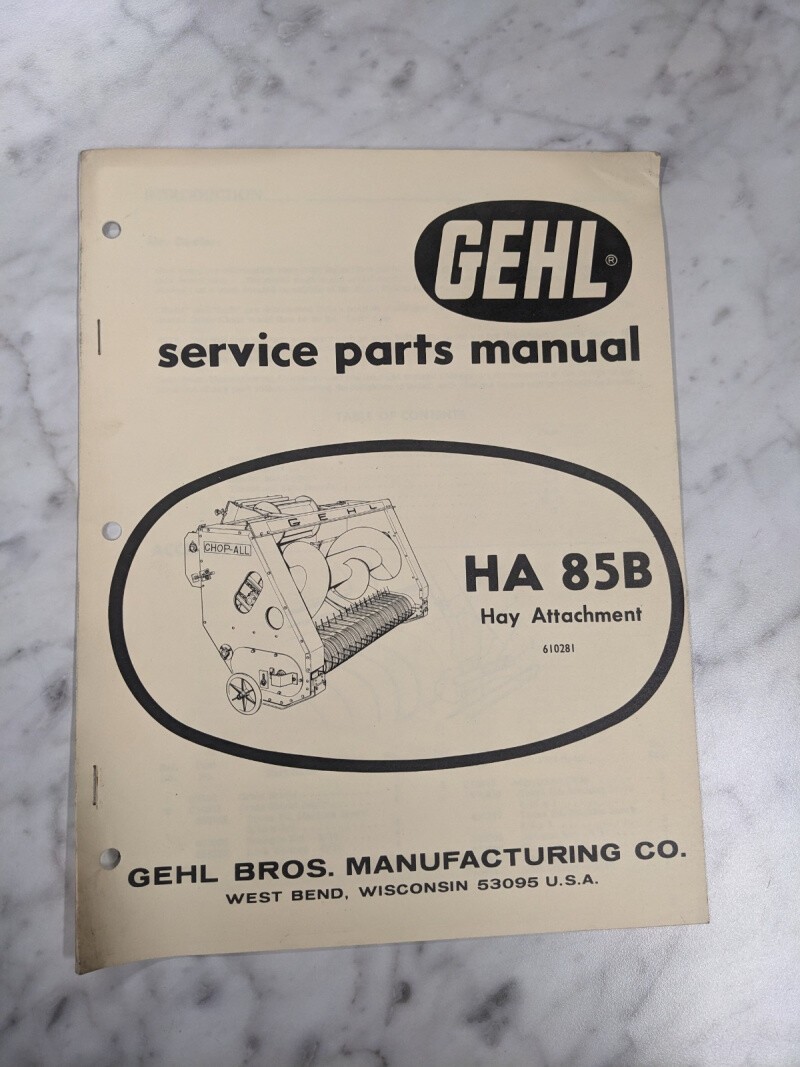 GEHL®
service parts manual
GEHL
CHOP-ALL
HA 85B
Hay Attachment
610281
GEHL BROS. MANUFACTURING CO.
WEST BEND, WISCONSIN 53095 U.S.A.